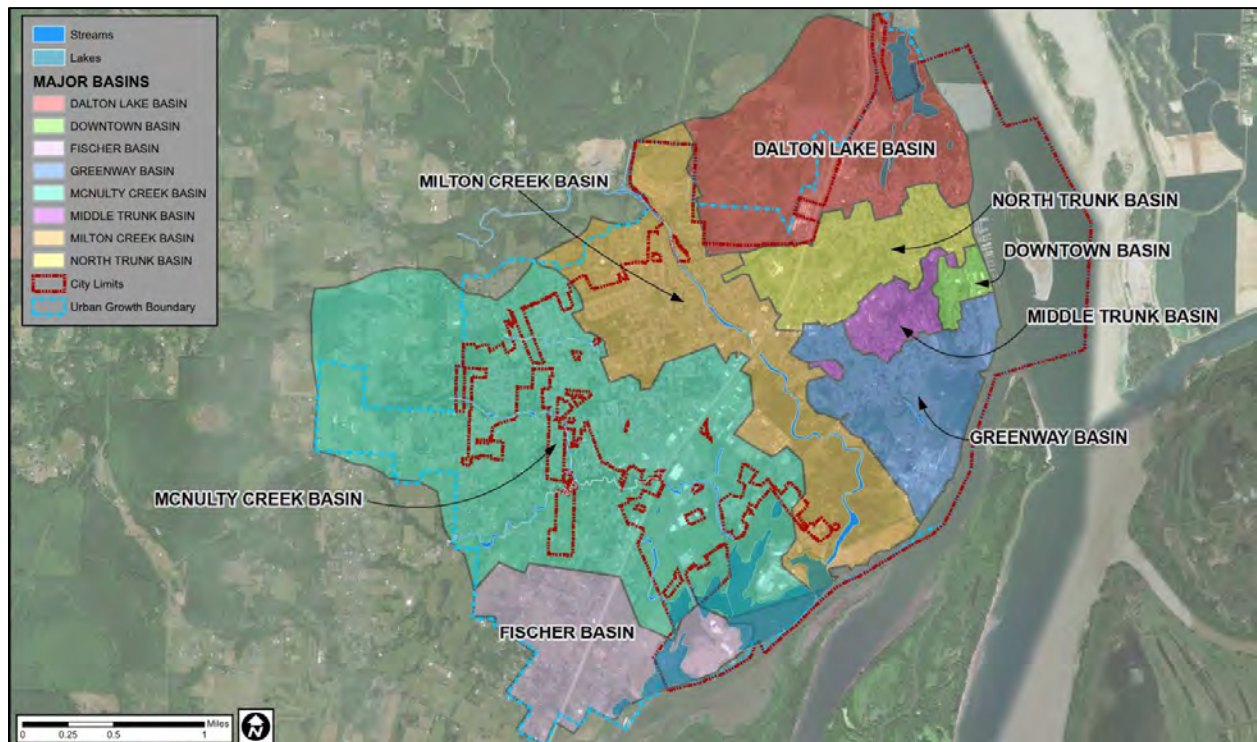 Streams
Lakes
MAJOR BASINS
DALTON LAKE BASIN
DOWNTOWN BASIN
FISCHER BASIN
GREENWAY BASIN
MCNULTY CREEK BASIN
MIDDLE TRUNK BASIN
MILTON CREEK BASIN
NORTH TRUNK BASIN
City Limits
Urban Growth Boundary
DALTON LAKE BASIN
MILTON CREEK BASIN
NORTH TRUNK BASIN
DOWNTOWN BASIN
MIDDLE TRUNK BASIN
GREENWAY BASIN
MCNULTY CREEK BASIN
FISCHER BASIN
Miles
0 0.25 0.5 1
N